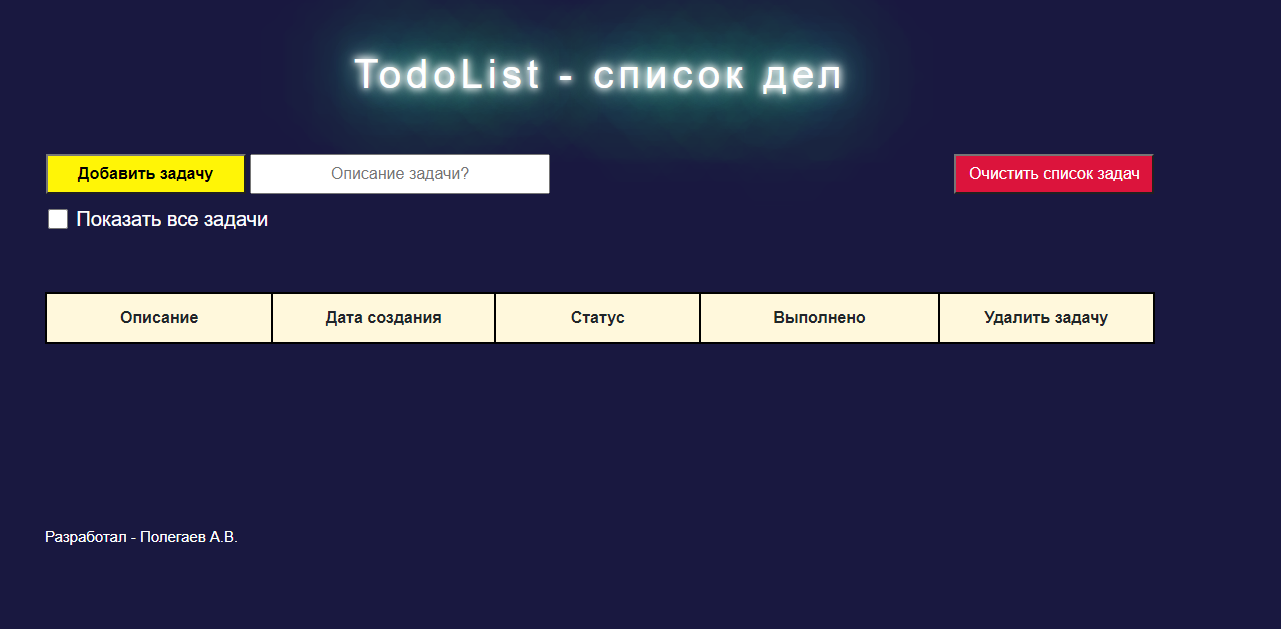 TodoList - список дел
Добавить задачу Описание задачи? Очистить список задач
Показать все задачи
Описание Дата создания Статус Выполнено Удалить задачу
Разработал - Полегаев А.В.